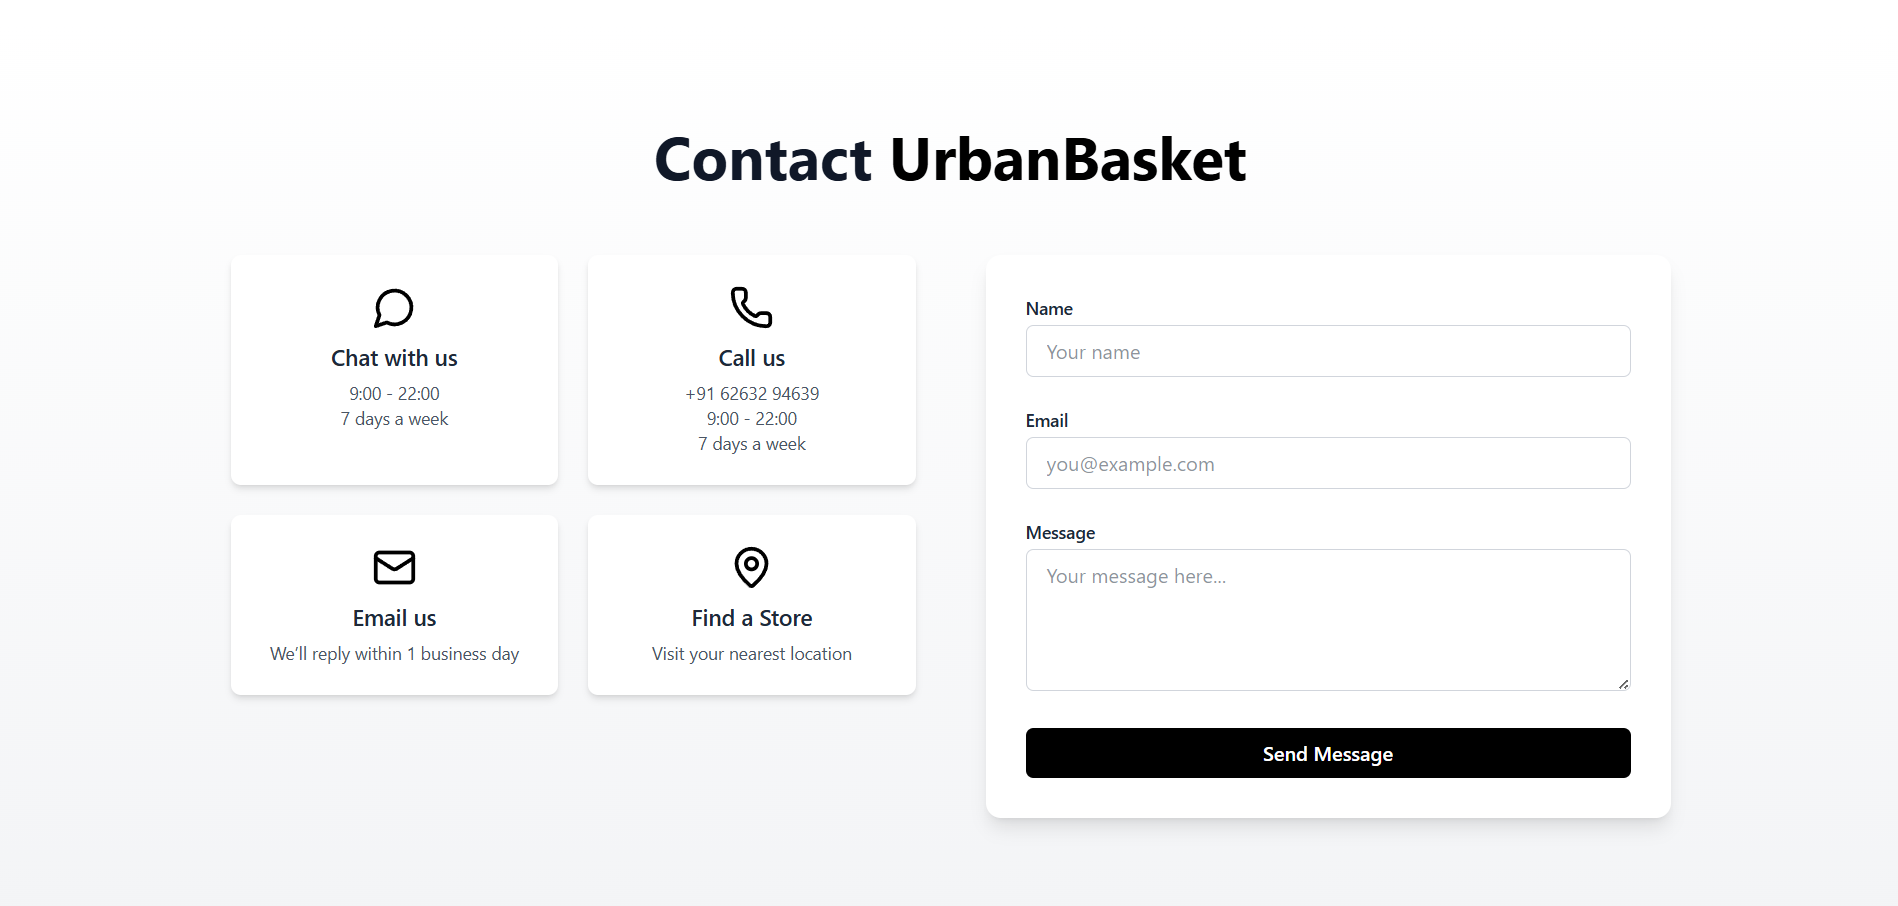 Contact UrbanBasket
Chat with us
9:00 - 22:00
7 days a week
Call us
+91 62632 94639
9:00 - 22:00
7 days a week
Email us
We’ll reply within 1 business day
Find a Store
Visit your nearest location
Name
Your name
Email
you@example.com
Message
Your message here...
Send Message